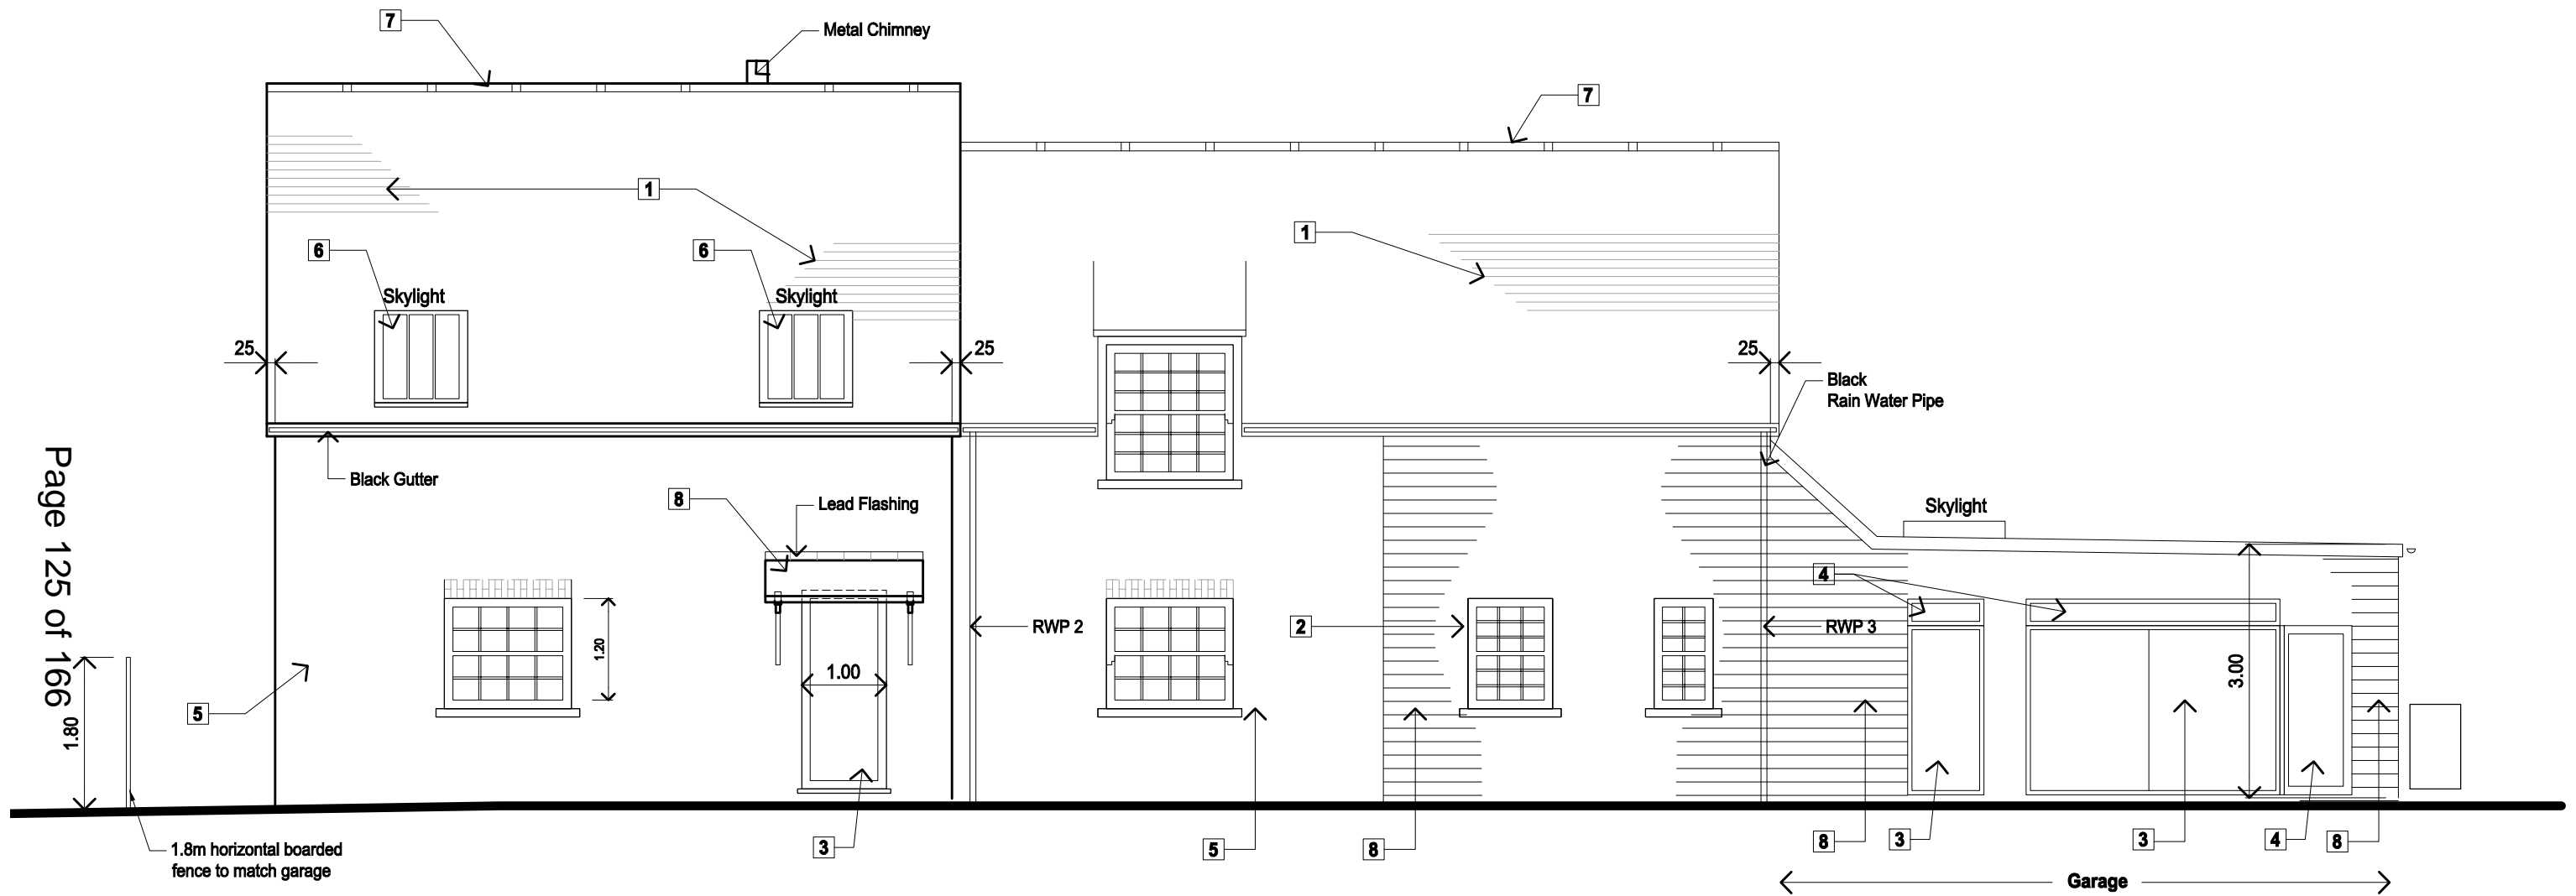 7
Metal Chimney
7
1
1
6
6
Skylight
Skylight
25
25
25
Black
Rain Water Pipe
Black Gutter
8
Lead Flashing
Skylight
4
1.20
RWP 2
2
RWP 3
1.00
3.00
5
Page 125 of 166
1.80
1.8m horizontal boarded
fence to match garage
3
5
8
8
3
3
4
8
Garage